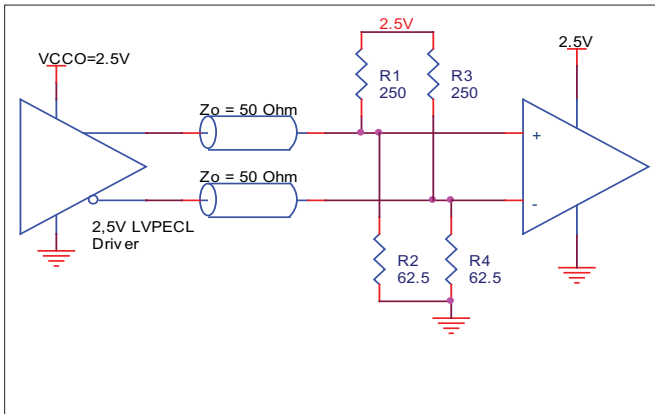 2.5V
VCCO=2.5V
2.5V
R1
250
R3
250
Zo = 50 Ohm
+
Zo = 50 Ohm
-
2,5V LVPECL
Driver
R2
62.5
R4
62.5